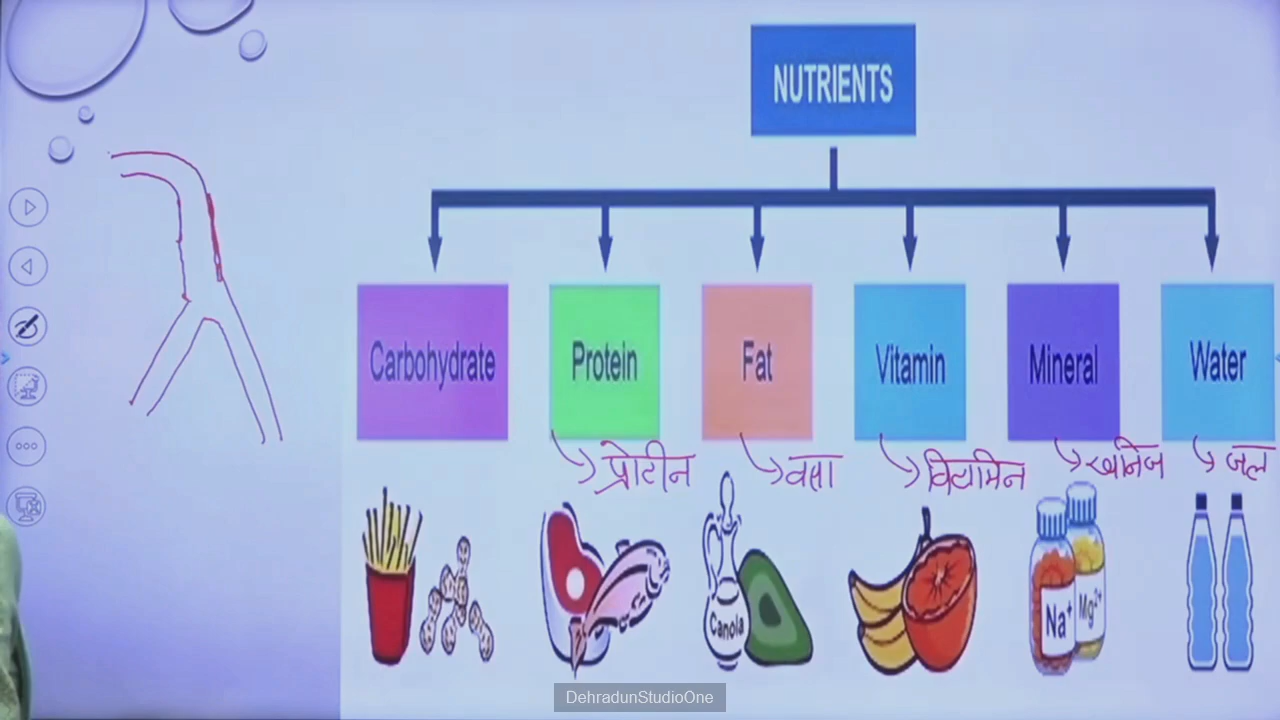 NUTRIENTS
Carbohydrate Protein Fat Vitamin Mineral Water
प्रोटीन वसा विटामिन खनिज जल
Canola
Na⁺ Mg²⁺
DehradunStudioOne